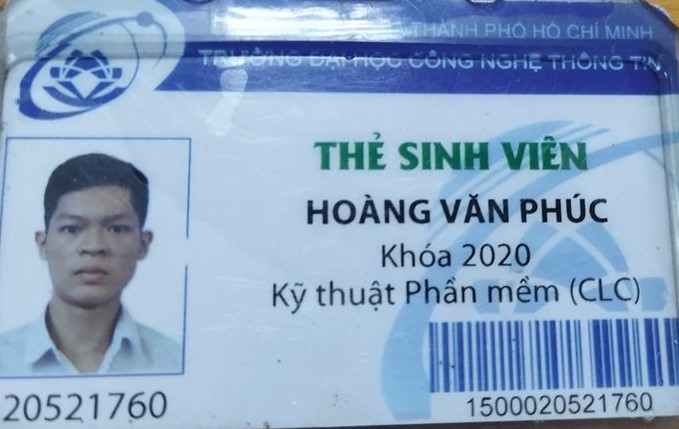 THÀNH PHỐ HỒ CHÍ MINH
TRƯỜNG ĐẠI HỌC CÔNG NGHỆ THÔNG TIN
THẺ SINH VIÊN
HOÀNG VĂN PHÚC
Khóa 2020
Kỹ thuật Phần mềm (CLC)
20521760
1500020521760